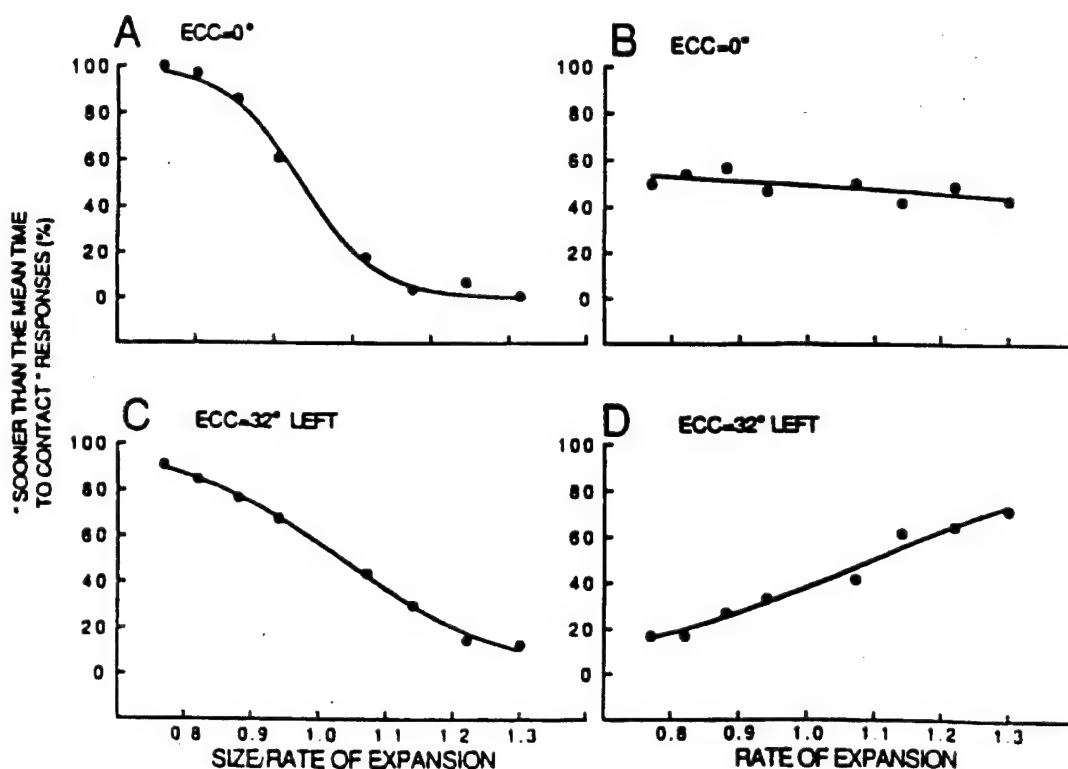 A ECC=0°
B ECC=0°
100
80
60
40
20
0
100
80
60
40
20
0
"SOONER THAN THE MEAN TIME
TO CONTACT" RESPONSES (%)
C ECC=32° LEFT
D ECC=32° LEFT
100
80
60
40
20
0
100
80
60
40
20
0
0.8 0.9 1.0 1.1 1.2 1.3
0.8 0.9 1.0 1.1 1.2 1.3
SIZE/RATE OF EXPANSION
RATE OF EXPANSION